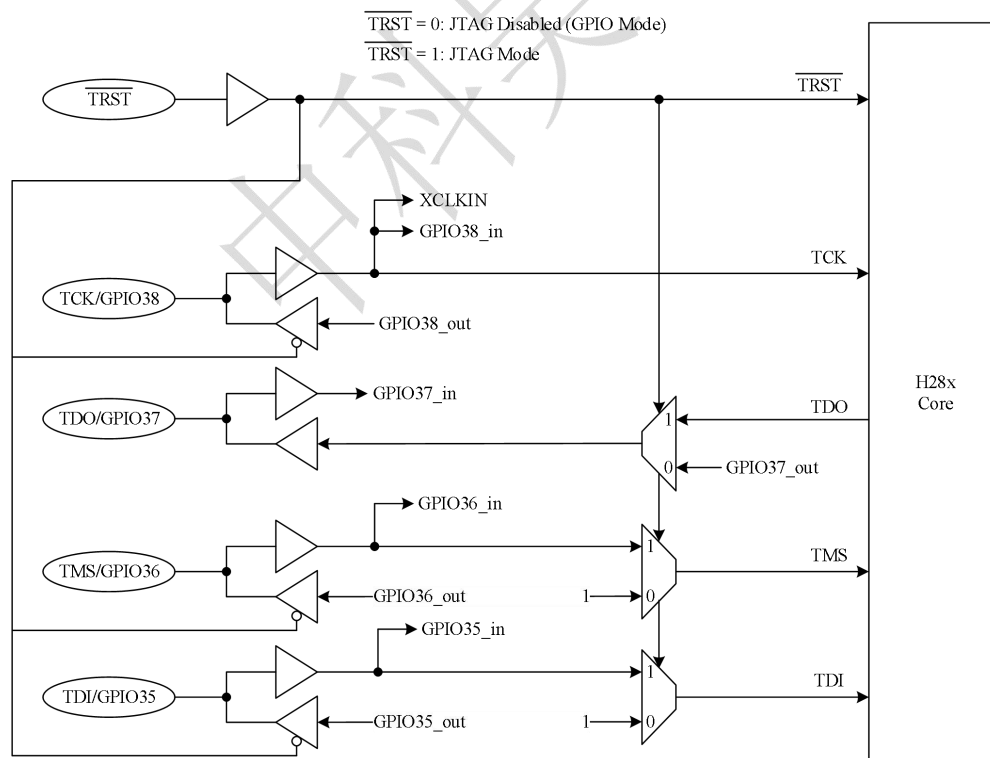 TRST = 0: JTAG Disabled (GPIO Mode)
TRST = 1: JTAG Mode
TRST
TRST
XCLKIN
GPIO38_in
TCK
TCK/GPIO38
GPIO38_out
GPIO37_in
H28x
Core
TDO/GPIO37
TDO
1
0
GPIO37_out
GPIO36_in
1
TMS
TMS/GPIO36
GPIO36_out
1
0
GPIO35_in
1
TDI
TDI/GPIO35
GPIO35_out
1
0
中科